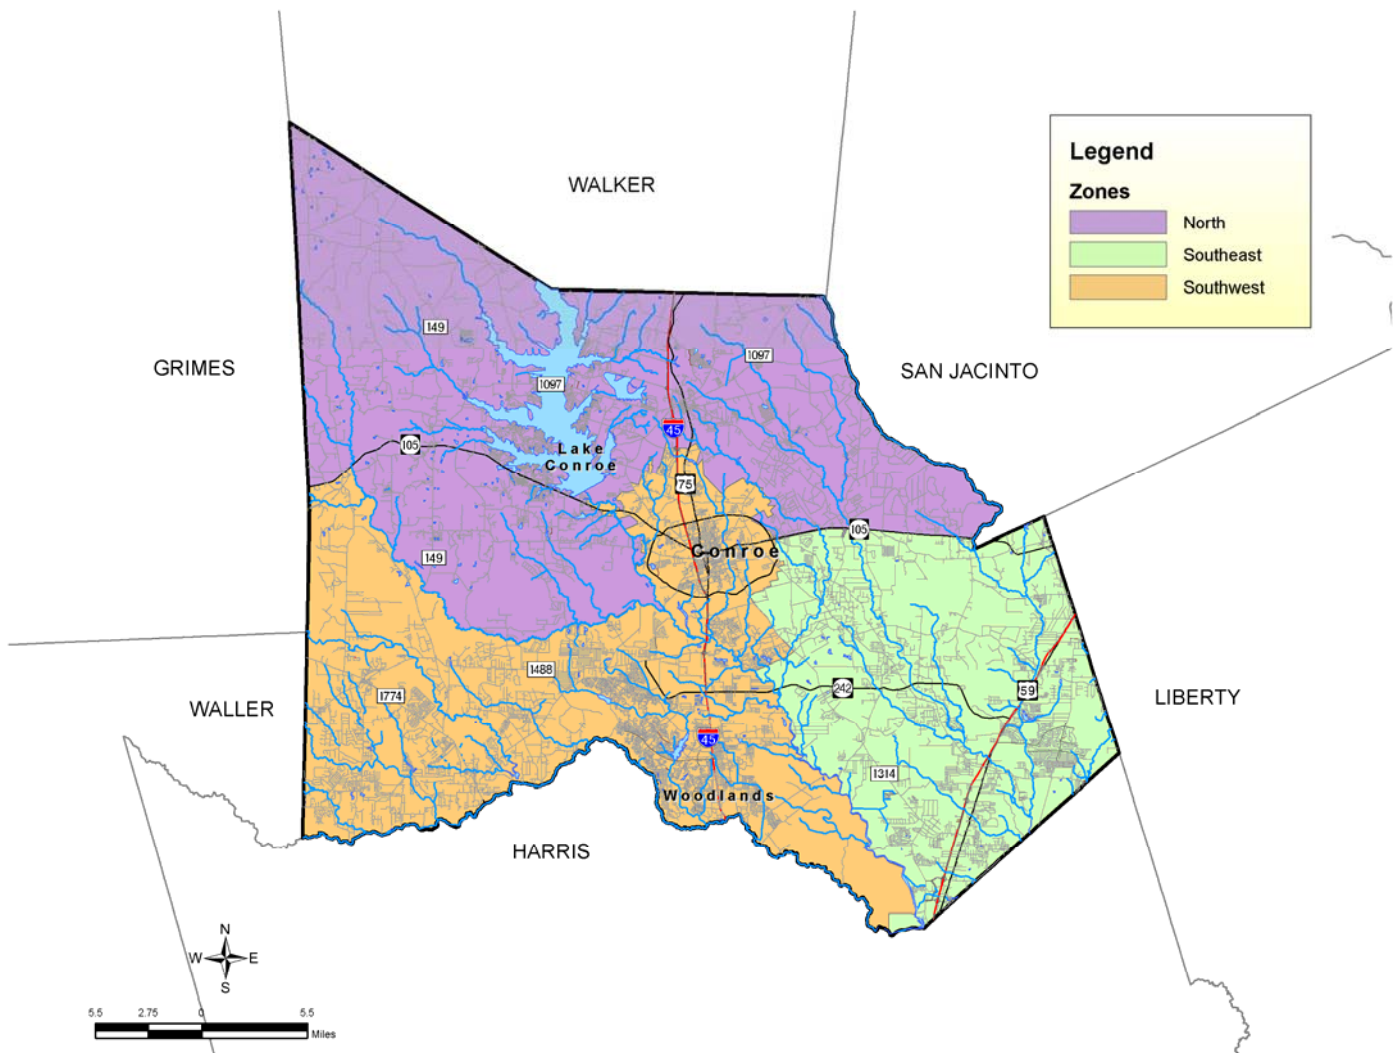 WALKER
Legend
Zones
North
Southeast
Southwest
149
1097
GRIMES
1097
SAN JACINTO
45
105
Lake
Conroe
75
105
Conroe
149
1488
242
59
1774
WALLER
LIBERTY
45
1314
Woodlands
HARRIS
N
W E
S
5.5 2.75 0 5.5
Miles